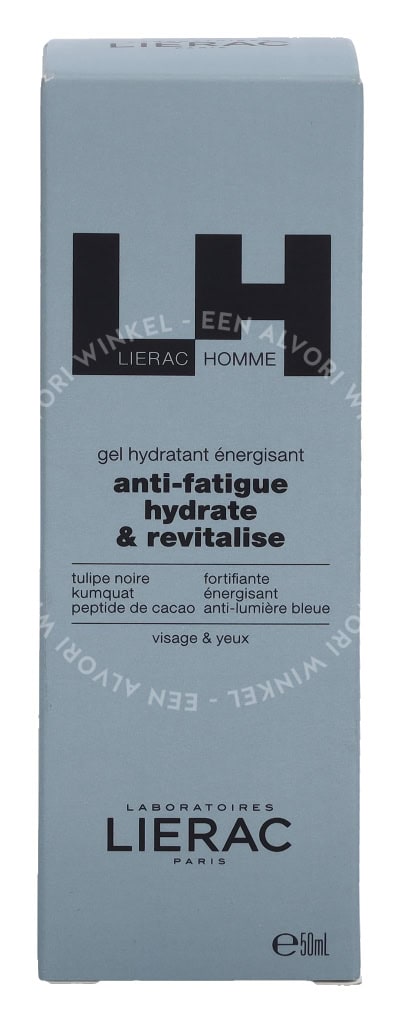 LIERAC
LH
LIERAC HOMME
gel hydratant énergisant
anti-fatigue
hydrate
& revitalise
tulipe noire fortifiante
kumquat énergisant
peptide de cacao anti-lumière bleue
visage & yeux
LABORATOIRES
LIERAC
PARIS
℮50mL
EEN ALVORI WINKEL - EEN ALVORI WINKEL -